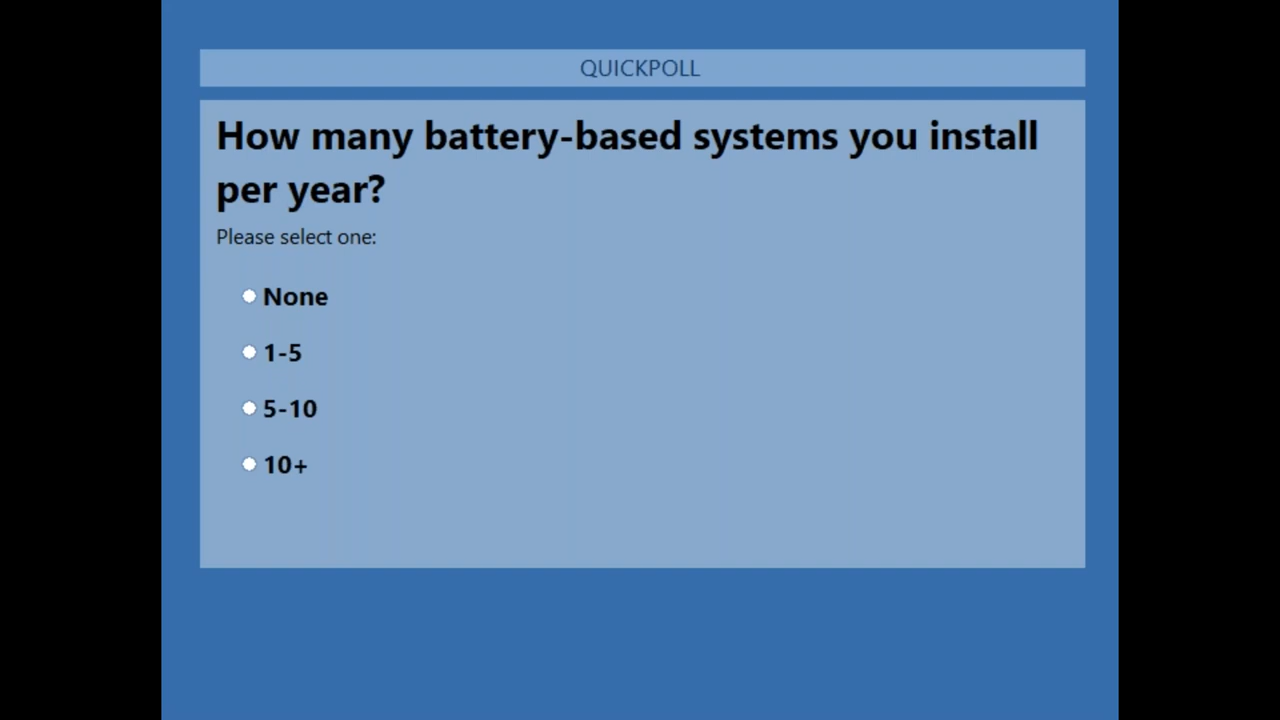 QUICKPOLL
How many battery-based systems you install
per year?
Please select one:
None
1-5
5-10
10+